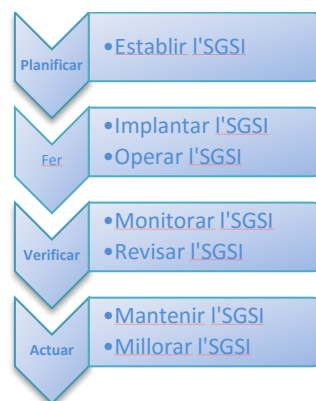 Planificar
•Establir l'SGSI
Fer
•Implantar l'SGSI
•Operar l'SGSI
Verificar
•Monitorar l'SGSI
•Revisar l'SGSI
Actuar
•Mantenir l'SGSI
•Millorar l'SGSI